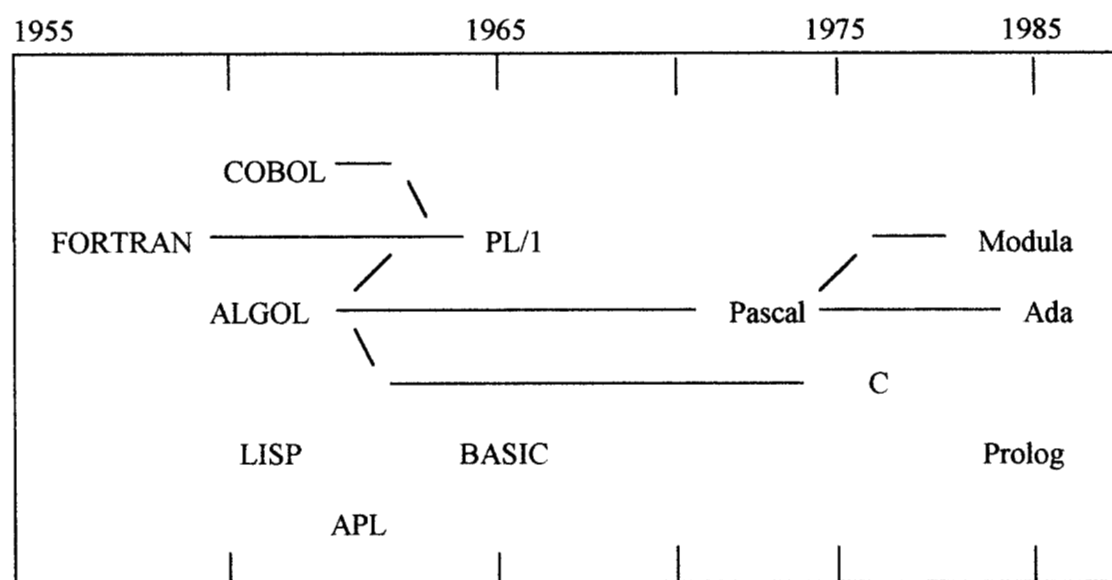 1955 1965 1975 1985
COBOL
FORTRAN PL/1 Modula
ALGOL Pascal Ada
C
LISP BASIC Prolog
APL